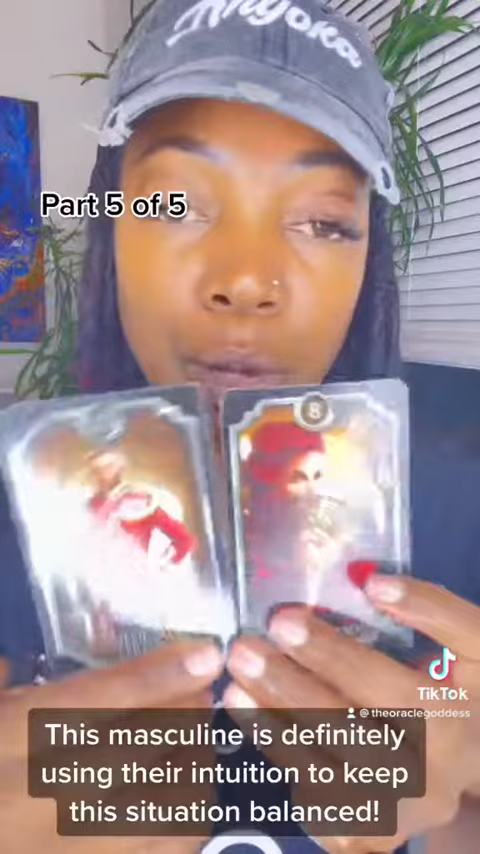 Anyoka
Part 5 of 5
8
TikTok
@theoraclegoddess
This masculine is definitely
using their intuition to keep
this situation balanced!